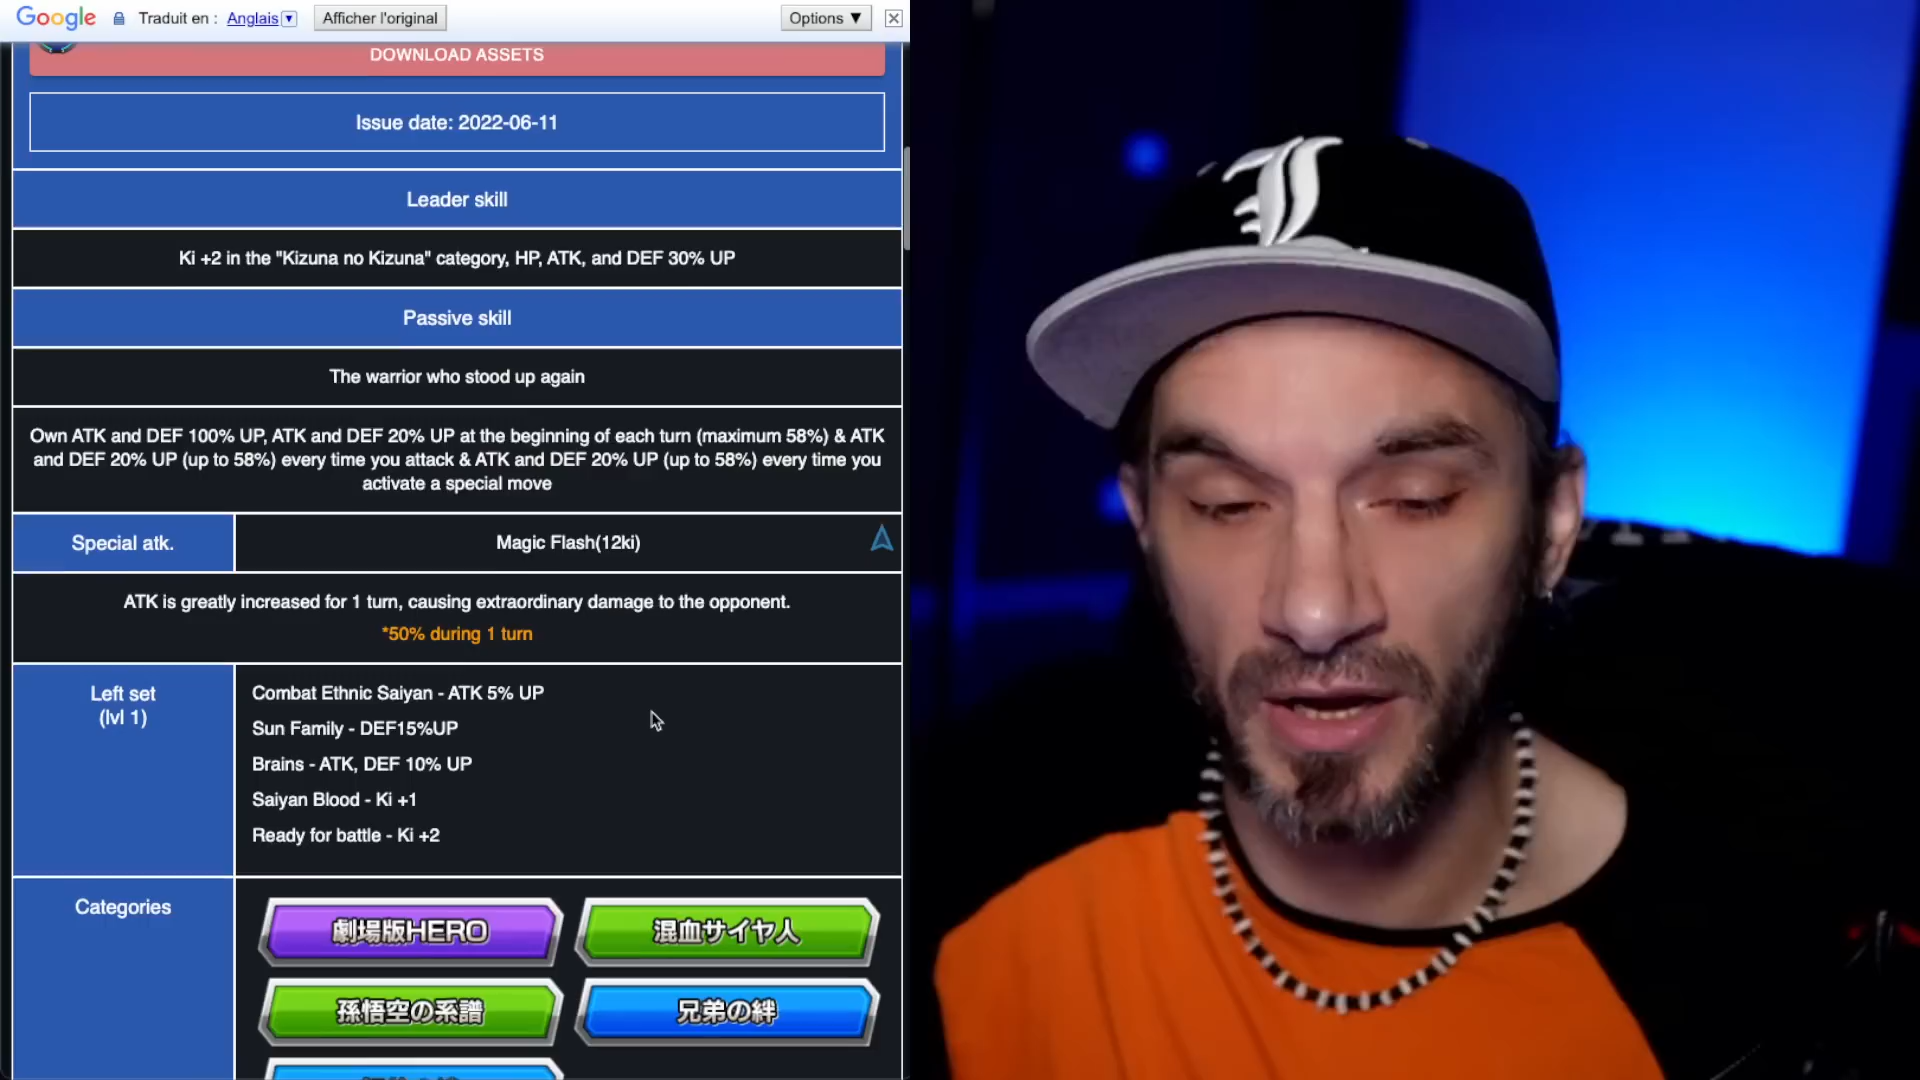 Google Traduit en : Anglais ▼ Afficher l'original Options ▼
DOWNLOAD ASSETS
Issue date: 2022-06-11
Leader skill
Ki +2 in the "Kizuna no Kizuna" category, HP, ATK, and DEF 30% UP
Passive skill
The warrior who stood up again
Own ATK and DEF 100% UP, ATK and DEF 20% UP at the beginning of each turn (maximum 58%) & ATK
and DEF 20% UP (up to 58%) every time you attack & ATK and DEF 20% UP (up to 58%) every time you
activate a special move
Special atk.
Magic Flash(12ki)
ATK is greatly increased for 1 turn, causing extraordinary damage to the opponent.
*50% during 1 turn
Left set
(lvl 1)
Combat Ethnic Saiyan - ATK 5% UP
Sun Family - DEF15%UP
Brains - ATK, DEF 10% UP
Saiyan Blood - Ki +1
Ready for battle - Ki +2
Categories
劇場版HERO
混血サイヤ人
孫悟空の系譜
兄弟の絆